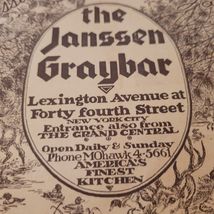 the
Janssen
Graybar
Lexington Avenue at
Forty fourth Street
NEW YORK CITY
Entrance also from
THE GRAND CENTRAL
Open Daily & Sunday
Phone MOhawk 4-5661
AMERICA'S
FINEST
KITCHEN